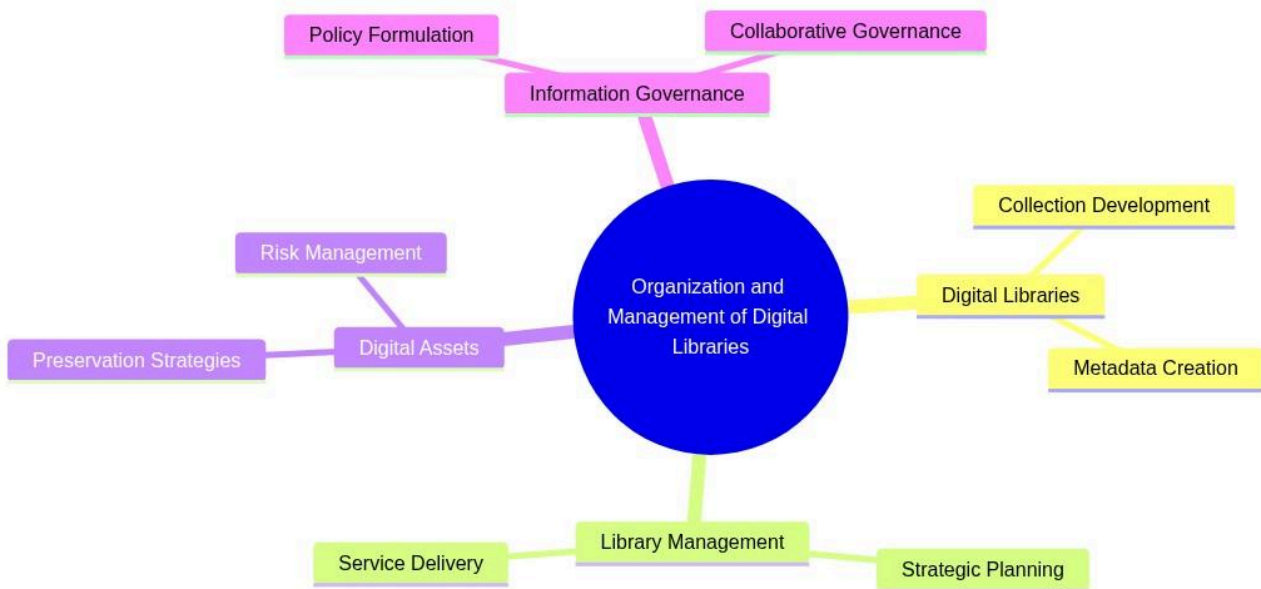 Policy Formulation
Collaborative Governance
Information Governance
Collection Development
Risk Management
Digital Libraries
Organization and
Management of Digital
Libraries
Digital Assets
Preservation Strategies
Metadata Creation
Library Management
Service Delivery
Strategic Planning